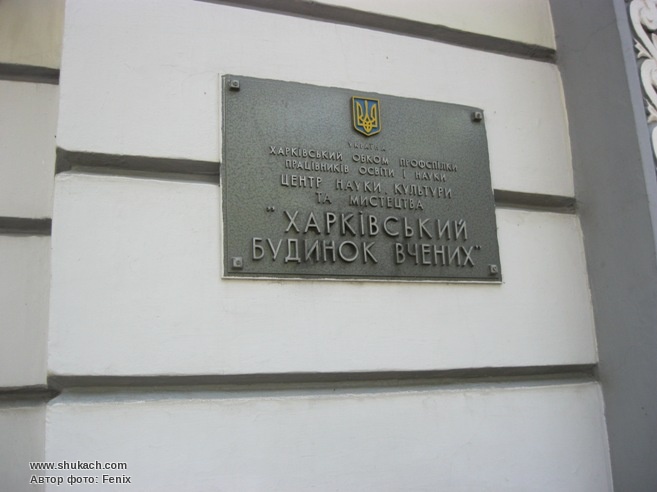 УКРАЇНА
ХАРКІВСЬКИЙ ОБКОМ ПРОФСПІЛКИ
ПРАЦІВНИКІВ ОСВІТИ І НАУКИ
ЦЕНТР НАУКИ КУЛЬТУРИ
ТА МИСТЕЦТВА
"ХАРКІВСЬКИЙ
БУДИНОК ВЧЕНИХ"
www.shukach.com
Автор фото: Fenix